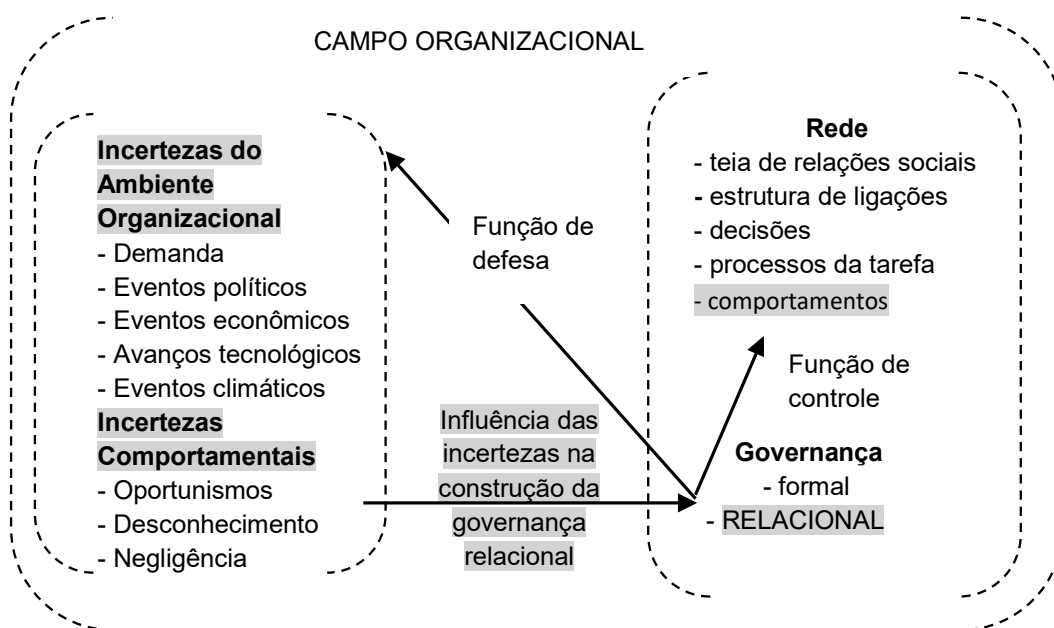 CAMPO ORGANIZACIONAL
Incertezas do
Ambiente
Organizacional
- Demanda
- Eventos políticos
- Eventos econômicos
- Avanços tecnológicos
- Eventos climáticos
Incertezas
Comportamentais
- Oportunismos
- Desconhecimento
- Negligência
Função de
defesa
Influência das
incertezas na
construção da
governança
relacional
Rede
- teia de relações sociais
- estrutura de ligações
- decisões
- processos da tarefa
- comportamentos
Função de
controle
Governança
- formal
- RELACIONAL